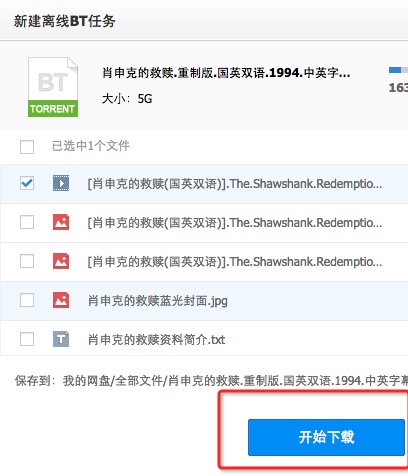 新建离线BT任务
BT
TORRENT
肖申克的救赎.重制版.国英双语.1994.中英字...
大小：5G
163
已选中1个文件
[肖申克的救赎(国英双语)].The.Shawshank.Redemptio...
[肖申克的救赎(国英双语)].The.Shawshank.Redemptio...
[肖申克的救赎(国英双语)].The.Shawshank.Redemptio...
肖申克的救赎蓝光封面.jpg
T
肖申克的救赎资料简介.txt
保存到：我的网盘/全部文件/肖申克的救赎.重制版.国英双语.1994.中英字幕
开始下载